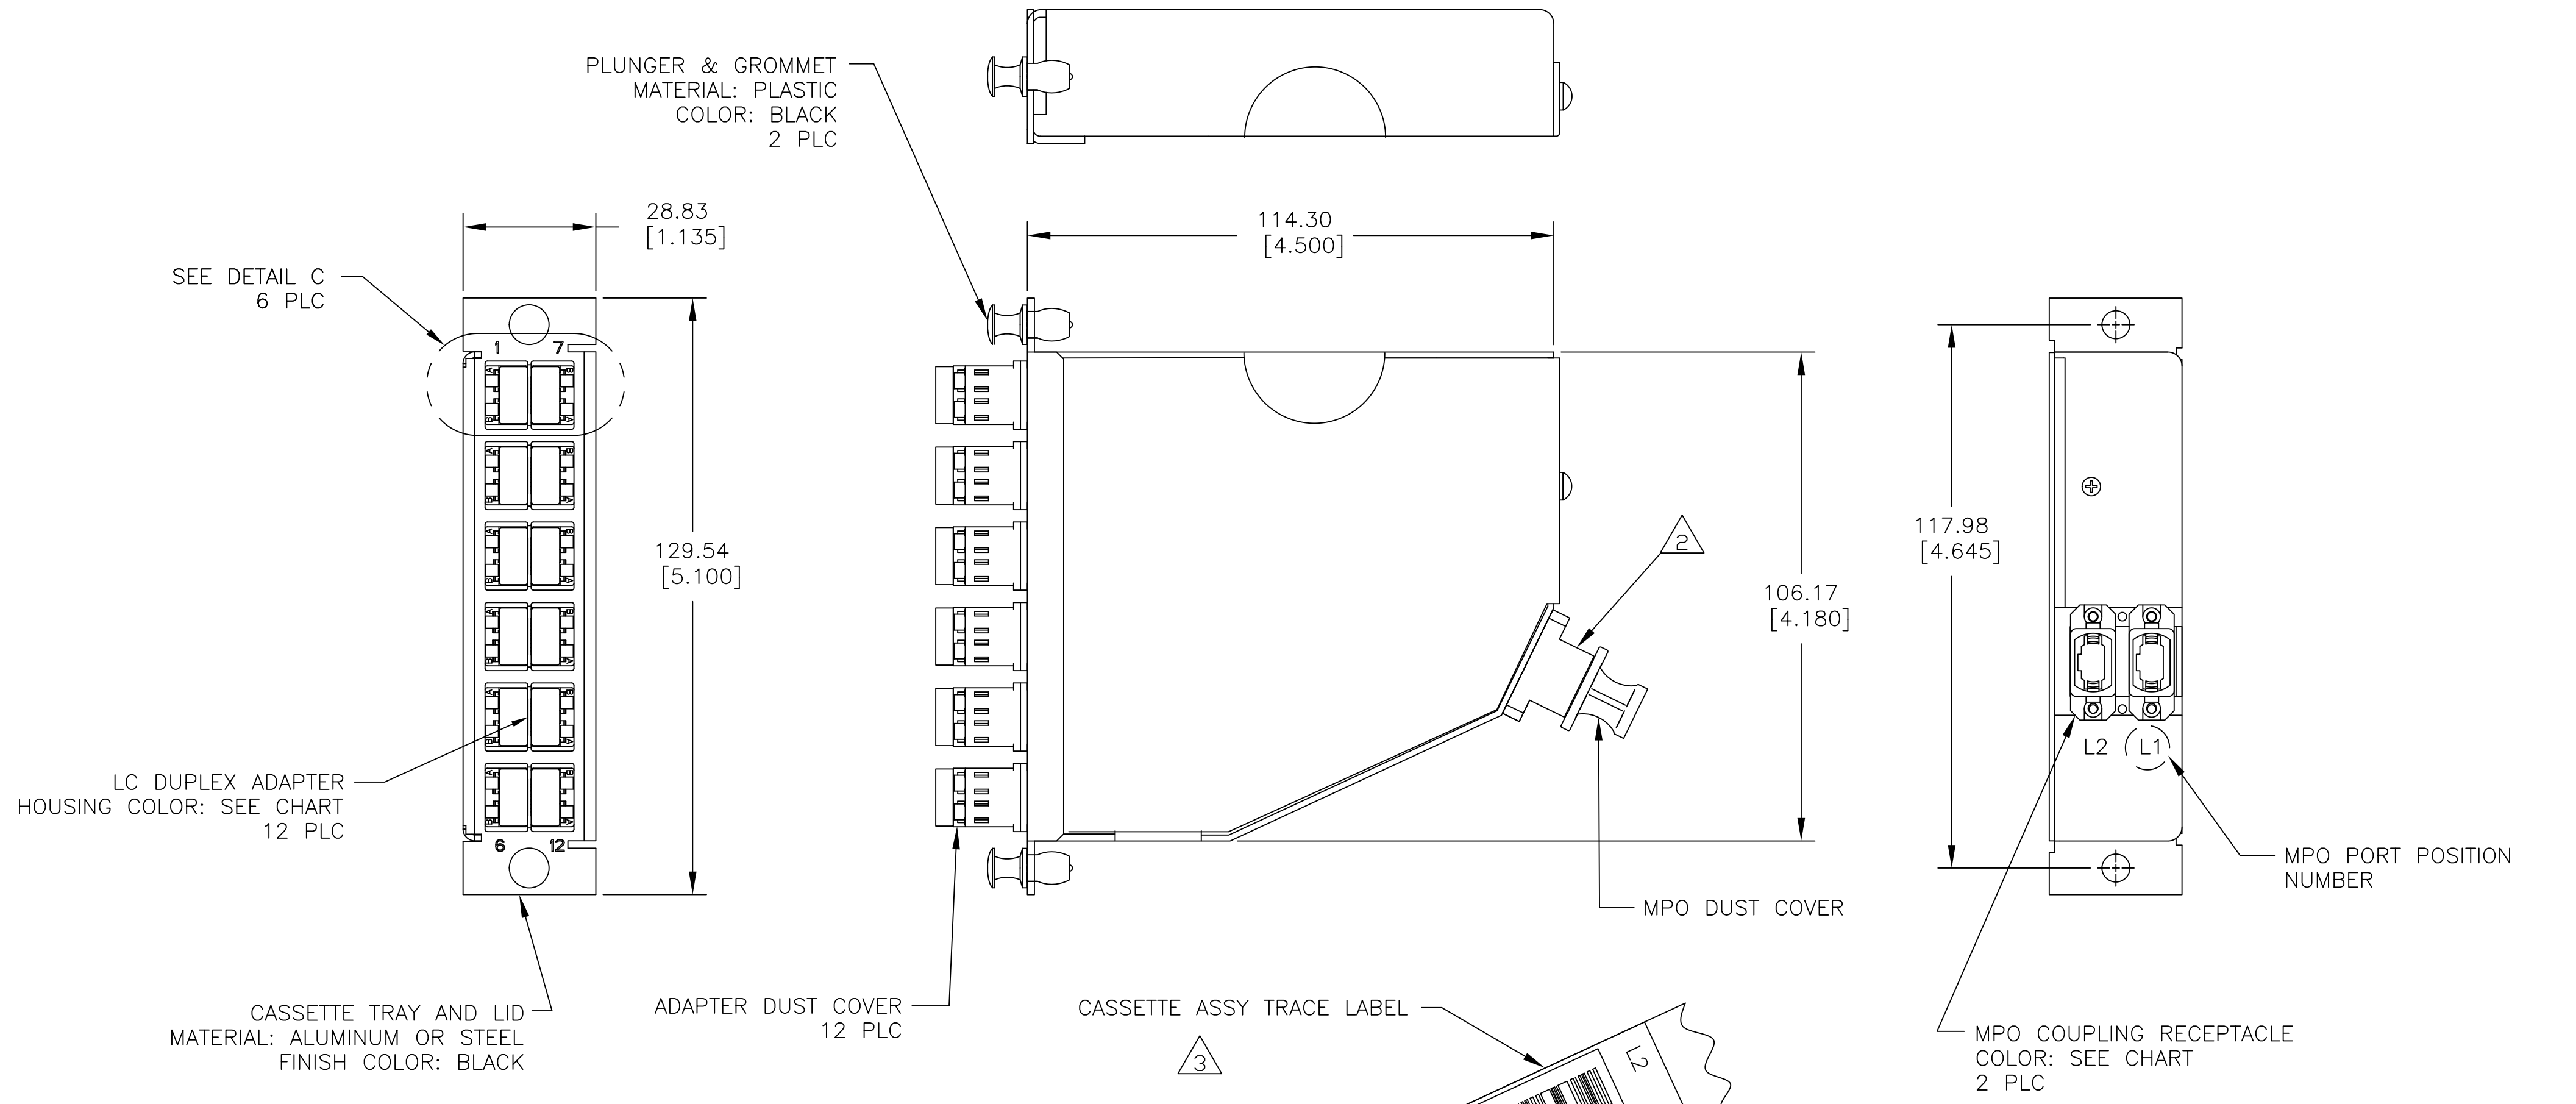 PLUNGER & GROMMET
MATERIAL: PLASTIC
COLOR: BLACK
2 PLC
28.83
[1.135]
114.30
[4.500]
SEE DETAIL C
6 PLC
1 7
A B
B A
A B
B A
A B
B A
A B
B A
A B
B A
A B
B A
6 12
129.54
[5.100]
2
106.17
[4.180]
117.98
[4.645]
LC DUPLEX ADAPTER
HOUSING COLOR: SEE CHART
12 PLC
L2 L1
MPO PORT POSITION
NUMBER
MPO DUST COVER
CASSETTE TRAY AND LID
MATERIAL: ALUMINUM OR STEEL
FINISH COLOR: BLACK
ADAPTER DUST COVER
12 PLC
CASSETTE ASSY TRACE LABEL
3
L2
MPO COUPLING RECEPTACLE
COLOR: SEE CHART
2 PLC